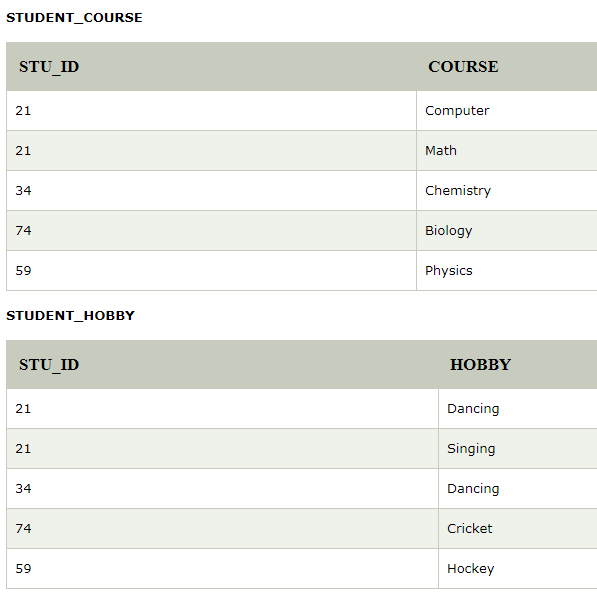 STUDENT_COURSE
STU_ID COURSE
21 Computer
21 Math
34 Chemistry
74 Biology
59 Physics
STUDENT_HOBBY
STU_ID HOBBY
21 Dancing
21 Singing
34 Dancing
74 Cricket
59 Hockey